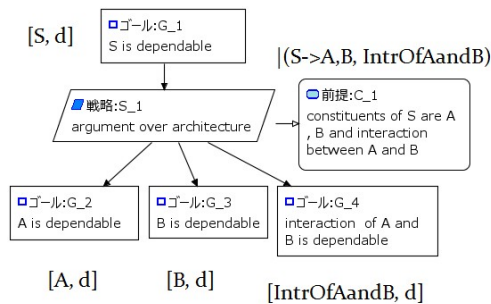 [S, d]
ゴール:G_1
S is dependable
|(S->A,B, IntrOfAandB)
戦略:S_1
argument over architecture
前提:C_1
constituents of S are A
, B and interaction
between A and B
ゴール:G_2
A is dependable
ゴール:G_3
B is dependable
ゴール:G_4
interaction of A and
B is dependable
[A, d]
[B, d]
[IntrOfAandB, d]